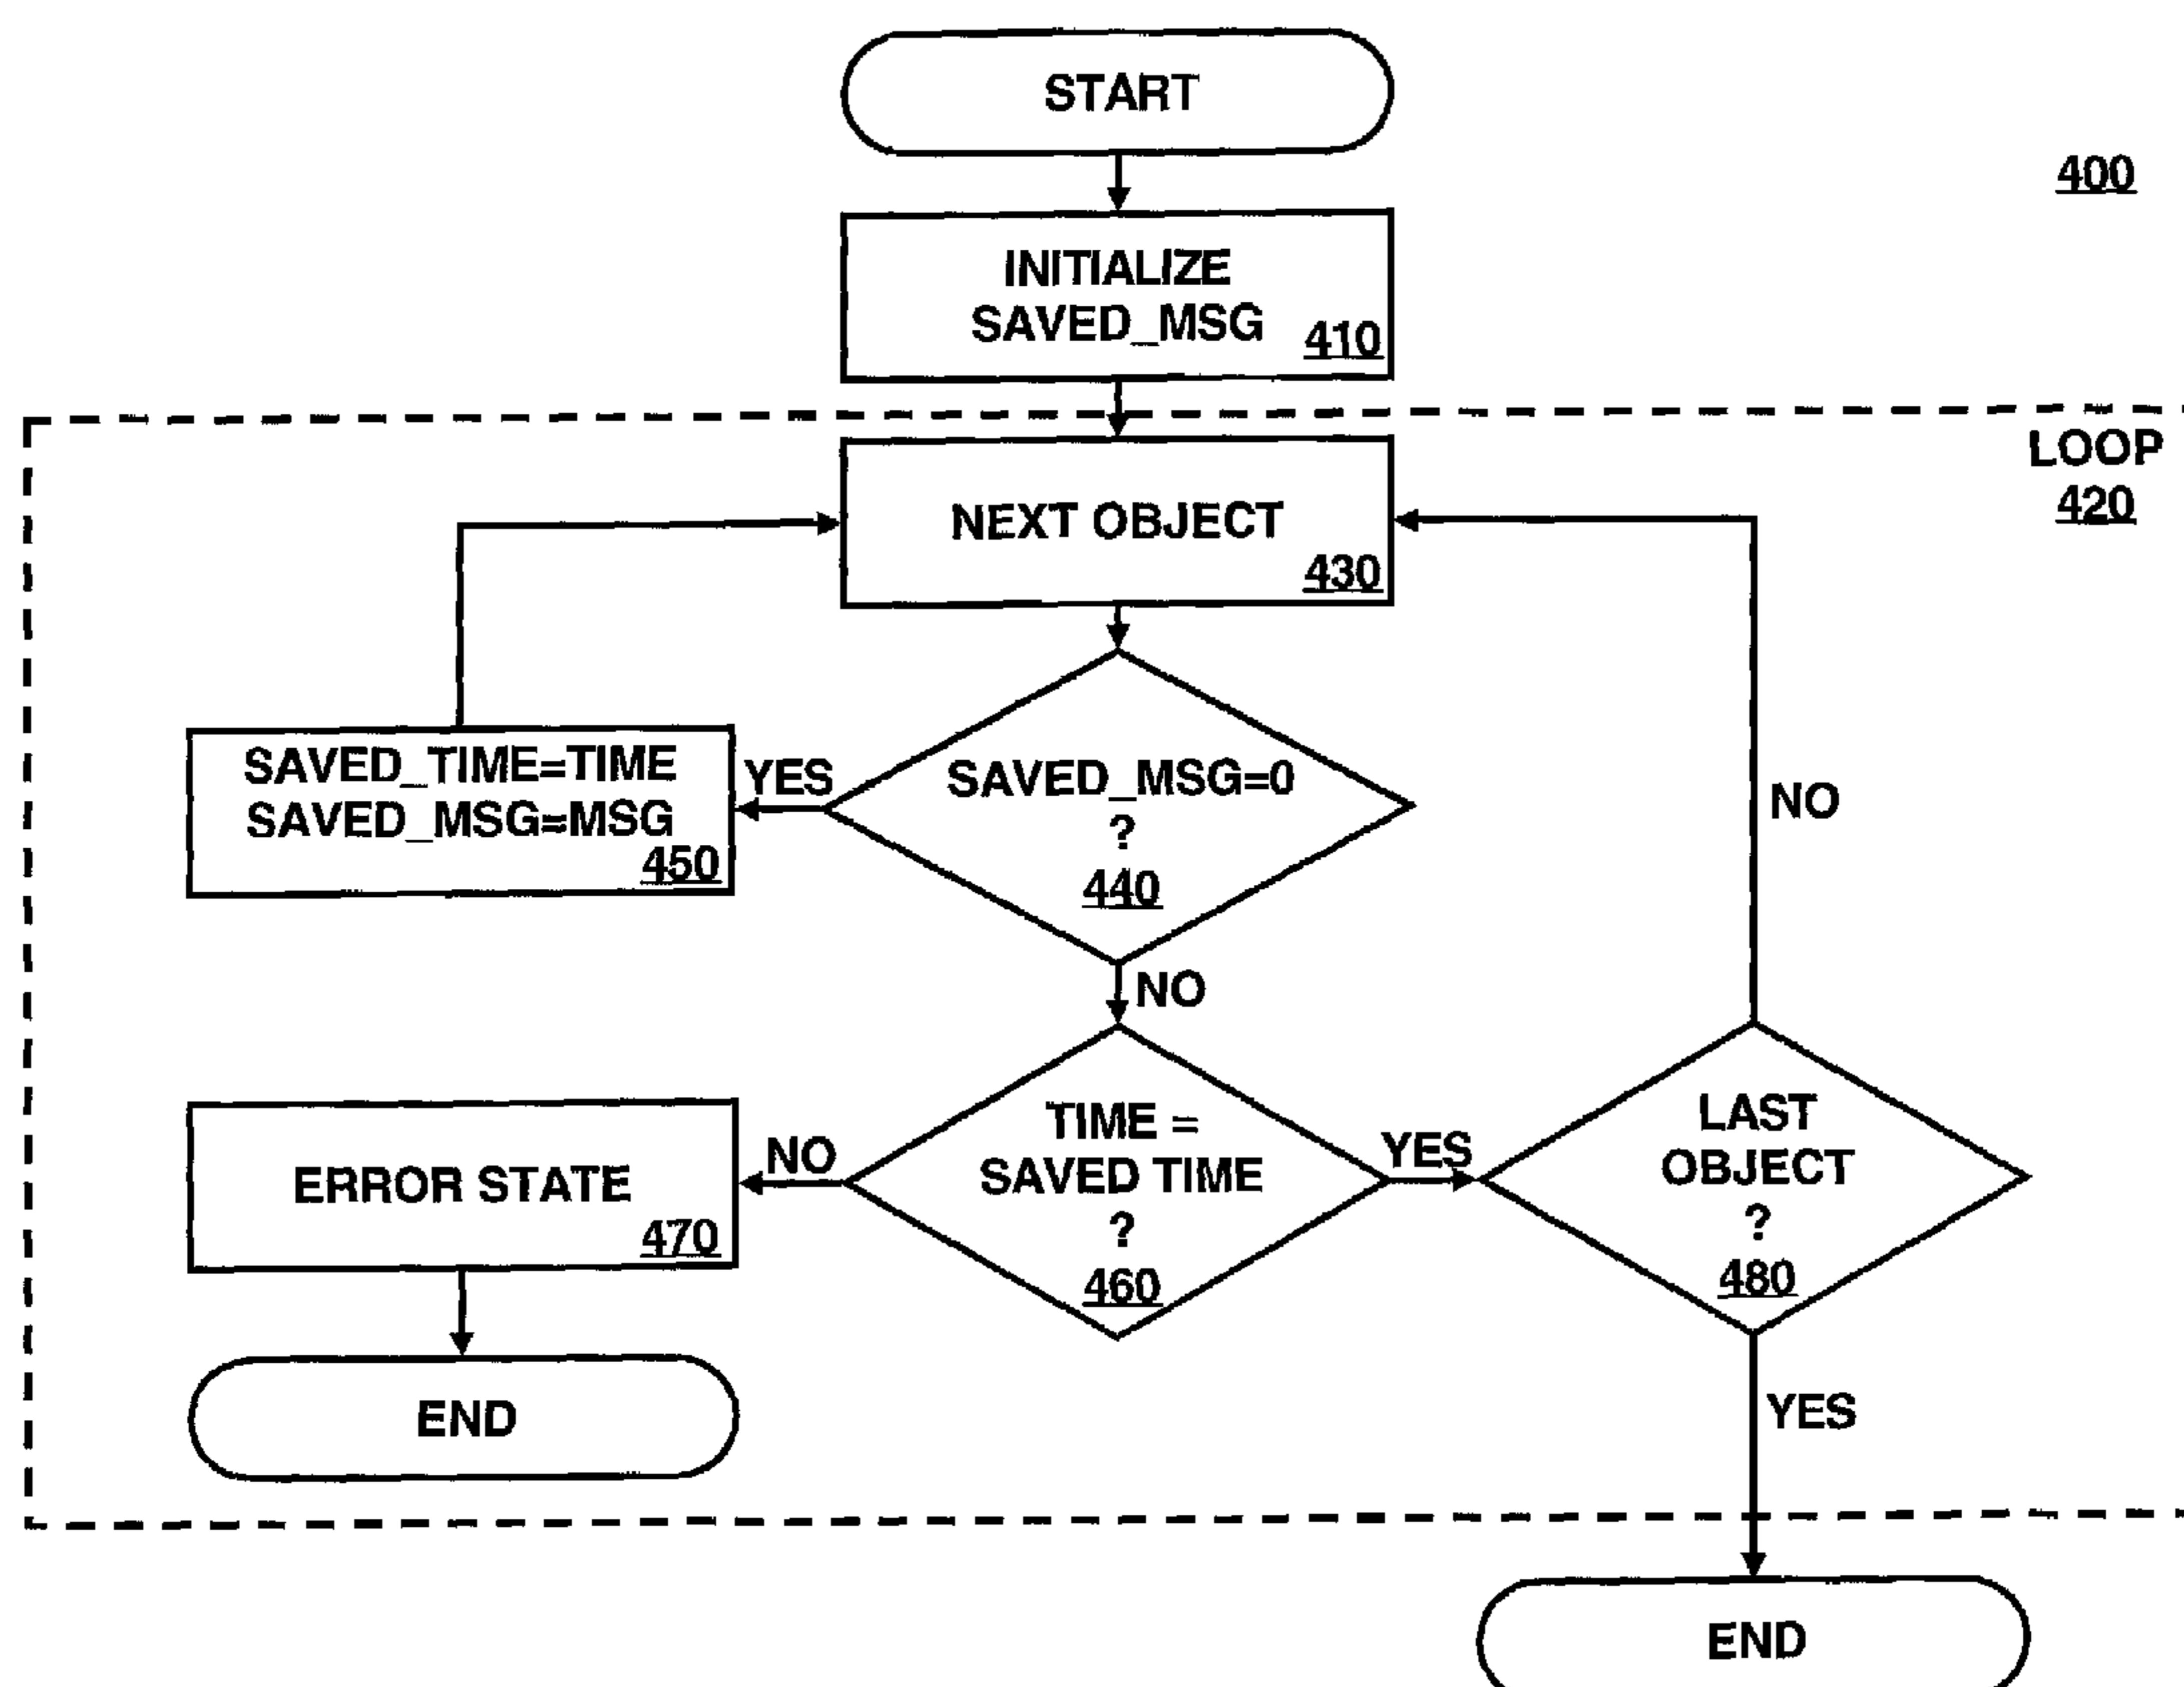 START
400
INITIALIZE
SAVED_MSG
410
LOOP
420
NEXT OBJECT
430
SAVED_TIME=TIME
SAVED_MSG=MSG
450
YES
SAVED_MSG=0
?
440
NO
NO
ERROR STATE
470
NO
TIME =
SAVED TIME
?
460
YES
LAST
OBJECT
?
480
END
YES
END